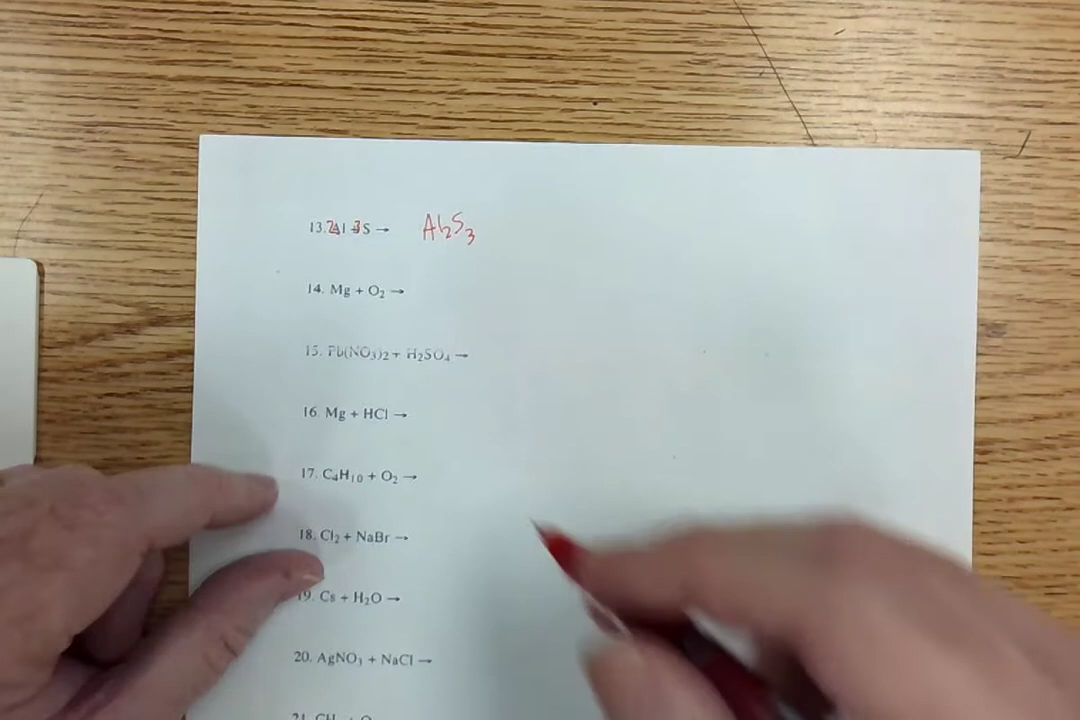 13. 2Al + 3S → Al₂S₃
14. Mg + O₂ →
15. Pb(NO₃)2 + H₂SO₄ →
16. Mg + HCl →
17. C₄H₁₀ + O₂ →
18. Cl₂ + NaBr →
19. Cs + H₂O →
20. AgNO₃ + NaCl →